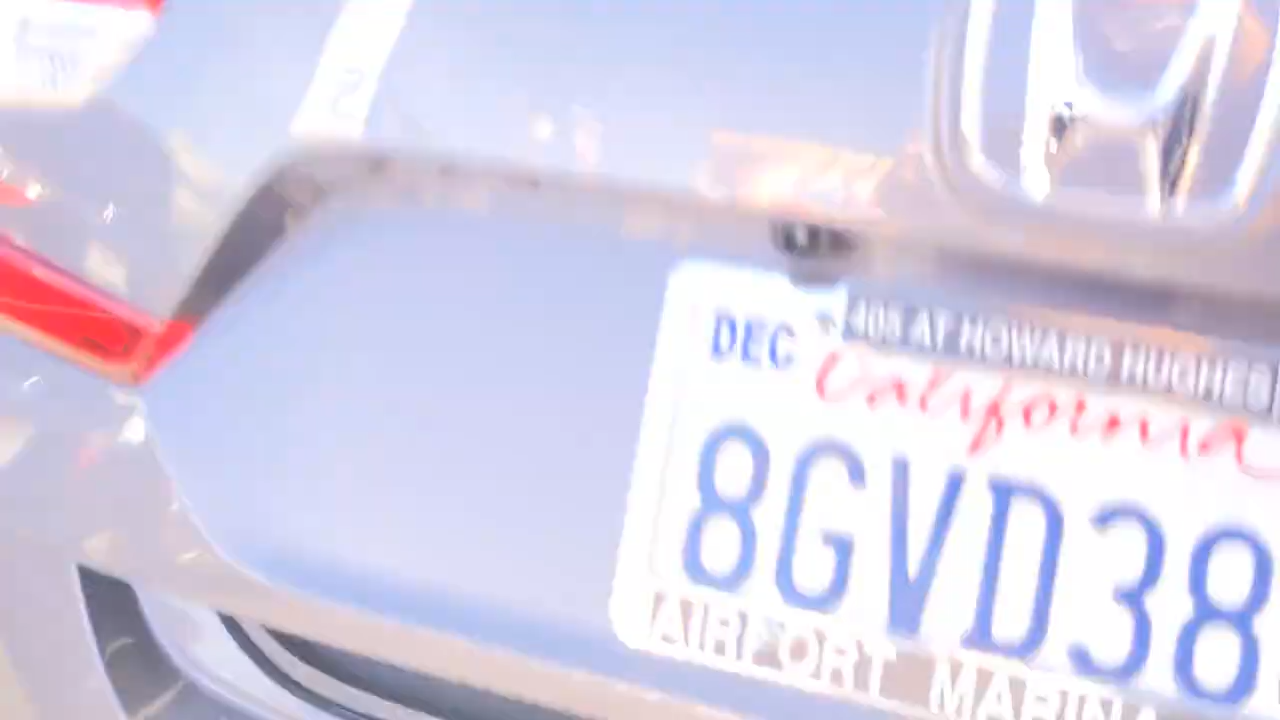 DEC
405 AT HOWARD HUGHES
California
8GVD38
AIRPORT MARINA